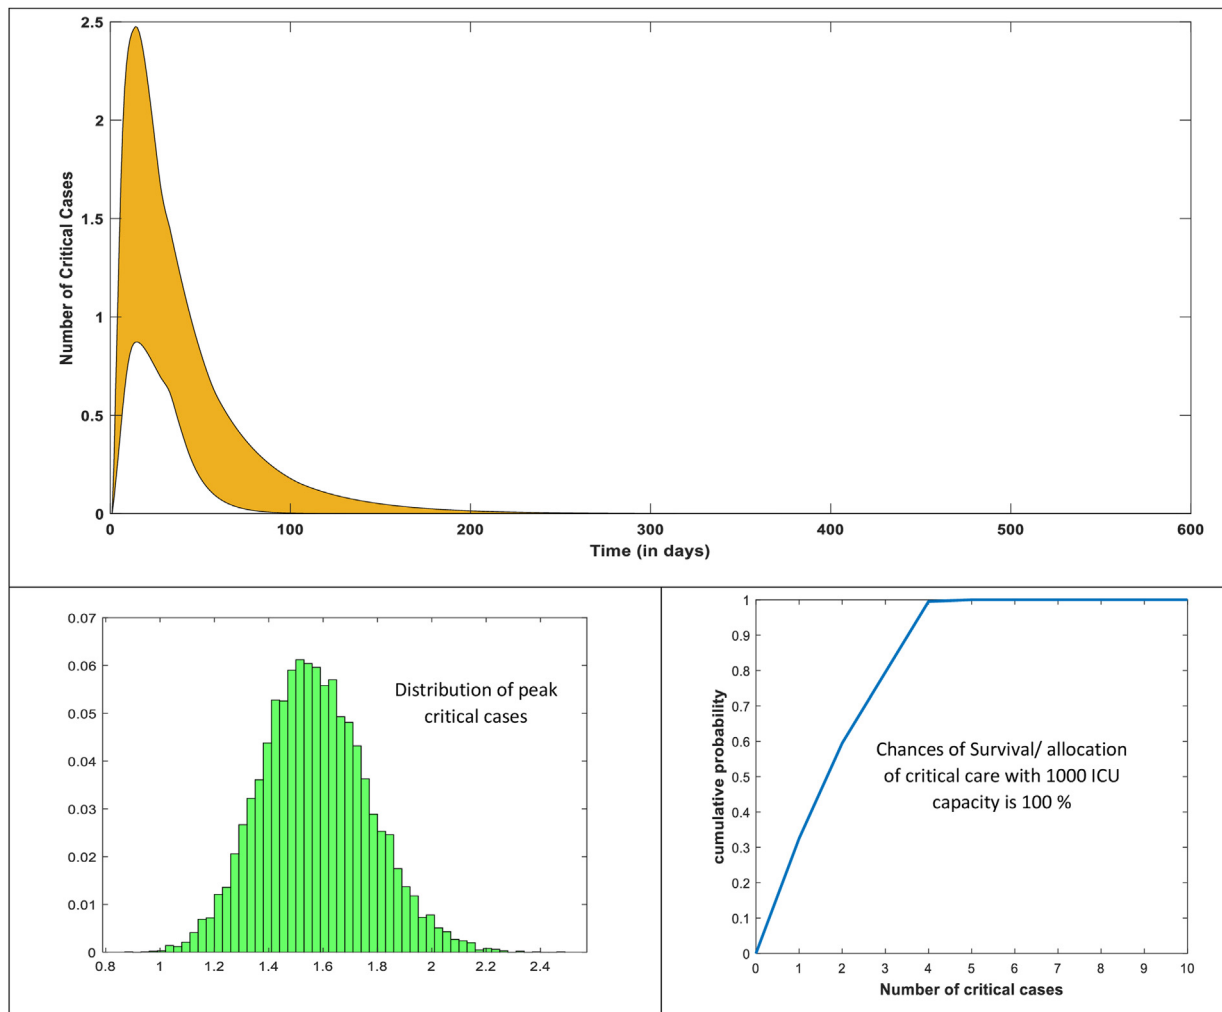 2.5
2
1.5
1
0.5
0
Number of Critical Cases
0 100 200 300 400 500 600
Time (in days)
0.07
0.06
0.05
0.04
0.03
0.02
0.01
0
0.8 1 1.2 1.4 1.6 1.8 2 2.2 2.4
Distribution of peak
critical cases
1
0.9
0.8
0.7
0.6
0.5
0.4
0.3
0.2
0.1
0
cumulative probability
0 1 2 3 4 5 6 7 8 9 10
Number of critical cases
Chances of Survival/ allocation
of critical care with 1000 ICU
capacity is 100 %